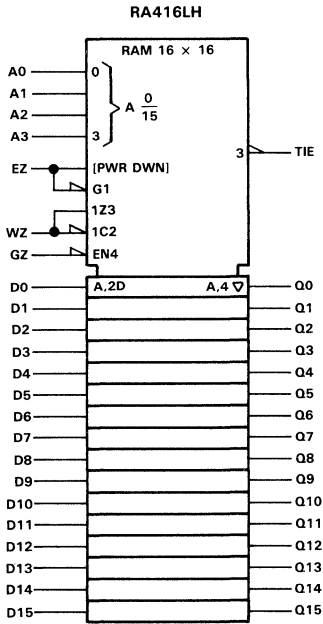 RA416LH
RAM 16 × 16
A0 0
A1
A2 A 0/15
A3 3
3 TIE
EZ [PWR DWN]
G1
1Z3
WZ 1C2
GZ EN4
D0 A,2D A,4 ▽ Q0
D1 Q1
D2 Q2
D3 Q3
D4 Q4
D5 Q5
D6 Q6
D7 Q7
D8 Q8
D9 Q9
D10 Q10
D11 Q11
D12 Q12
D13 Q13
D14 Q14
D15 Q15